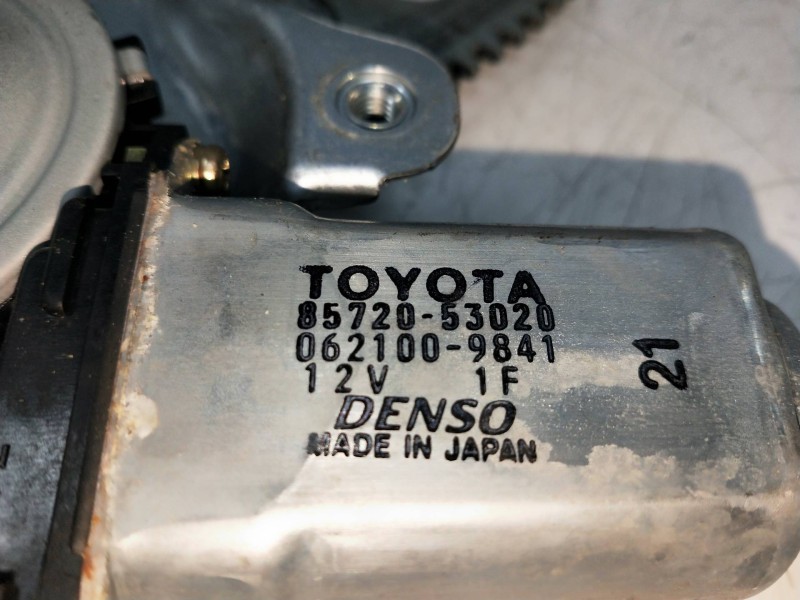 TOYOTA
85720-53020
062100-9841
12V 1F
DENSO
MADE IN JAPAN
21